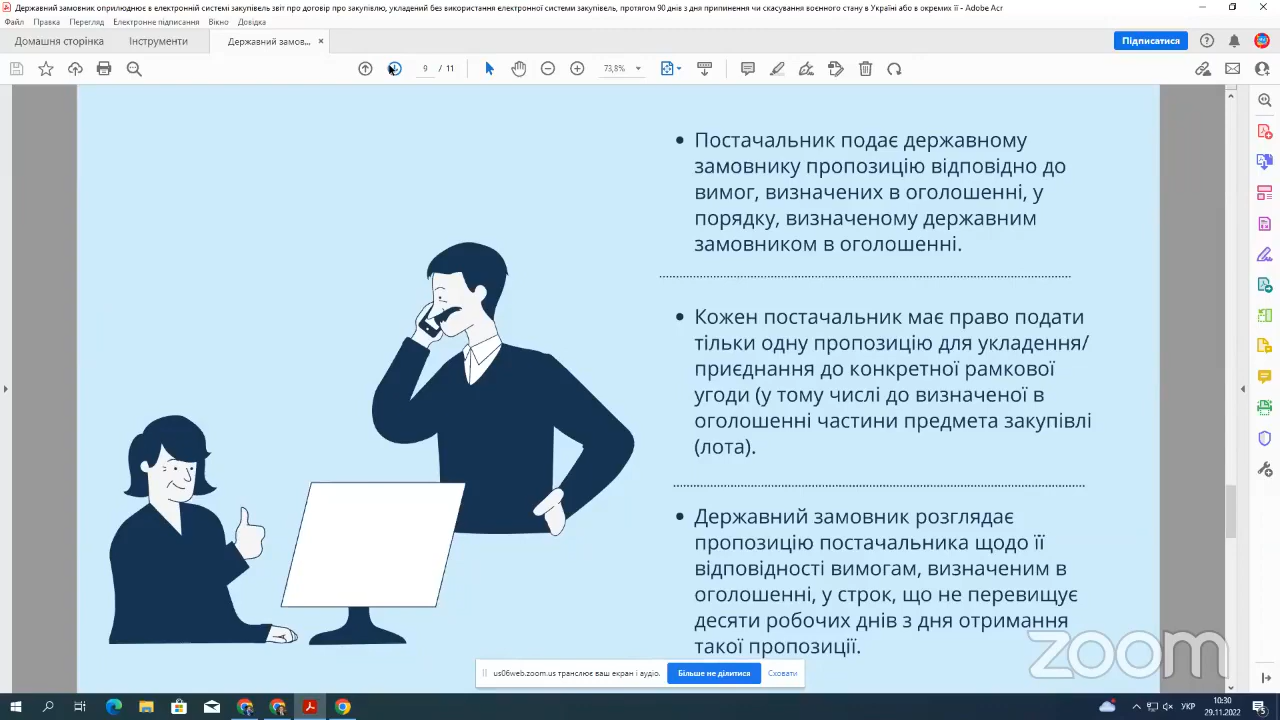 Державний замовник оприлюднює в електронній системі закупівель звіт про договір про закупівлю, укладений без використання електронної системи закупівель, протягом 90 днів з дня припинення чи скасування воєнного стану в Україні або в окремих її - Adobe Acr
Файл Правка Перегляд Електронне підписання Вікно Довідка
Домашня сторінка Інструменти Державний замов... ×
Підписатися
9 / 11 73,8%
• Постачальник подає державному
замовнику пропозицію відповідно до
вимог, визначених в оголошенні, у
порядку, визначеному державним
замовником в оголошенні.
• Кожен постачальник має право подати
тільки одну пропозицію для укладення/
приєднання до конкретної рамкової
угоди (у тому числі до визначеної в
оголошенні частини предмета закупівлі
(лота).
• Державний замовник розглядає
пропозицію постачальника щодо її
відповідності вимогам, визначеним в
оголошенні, у строк, що не перевищує
десяти робочих днів з дня отримання
такої пропозиції.
zoom
us06web.zoom.us транслює ваш екран і аудіо. Більше не ділитися Сховати
УКР
10:30
29.11.2022